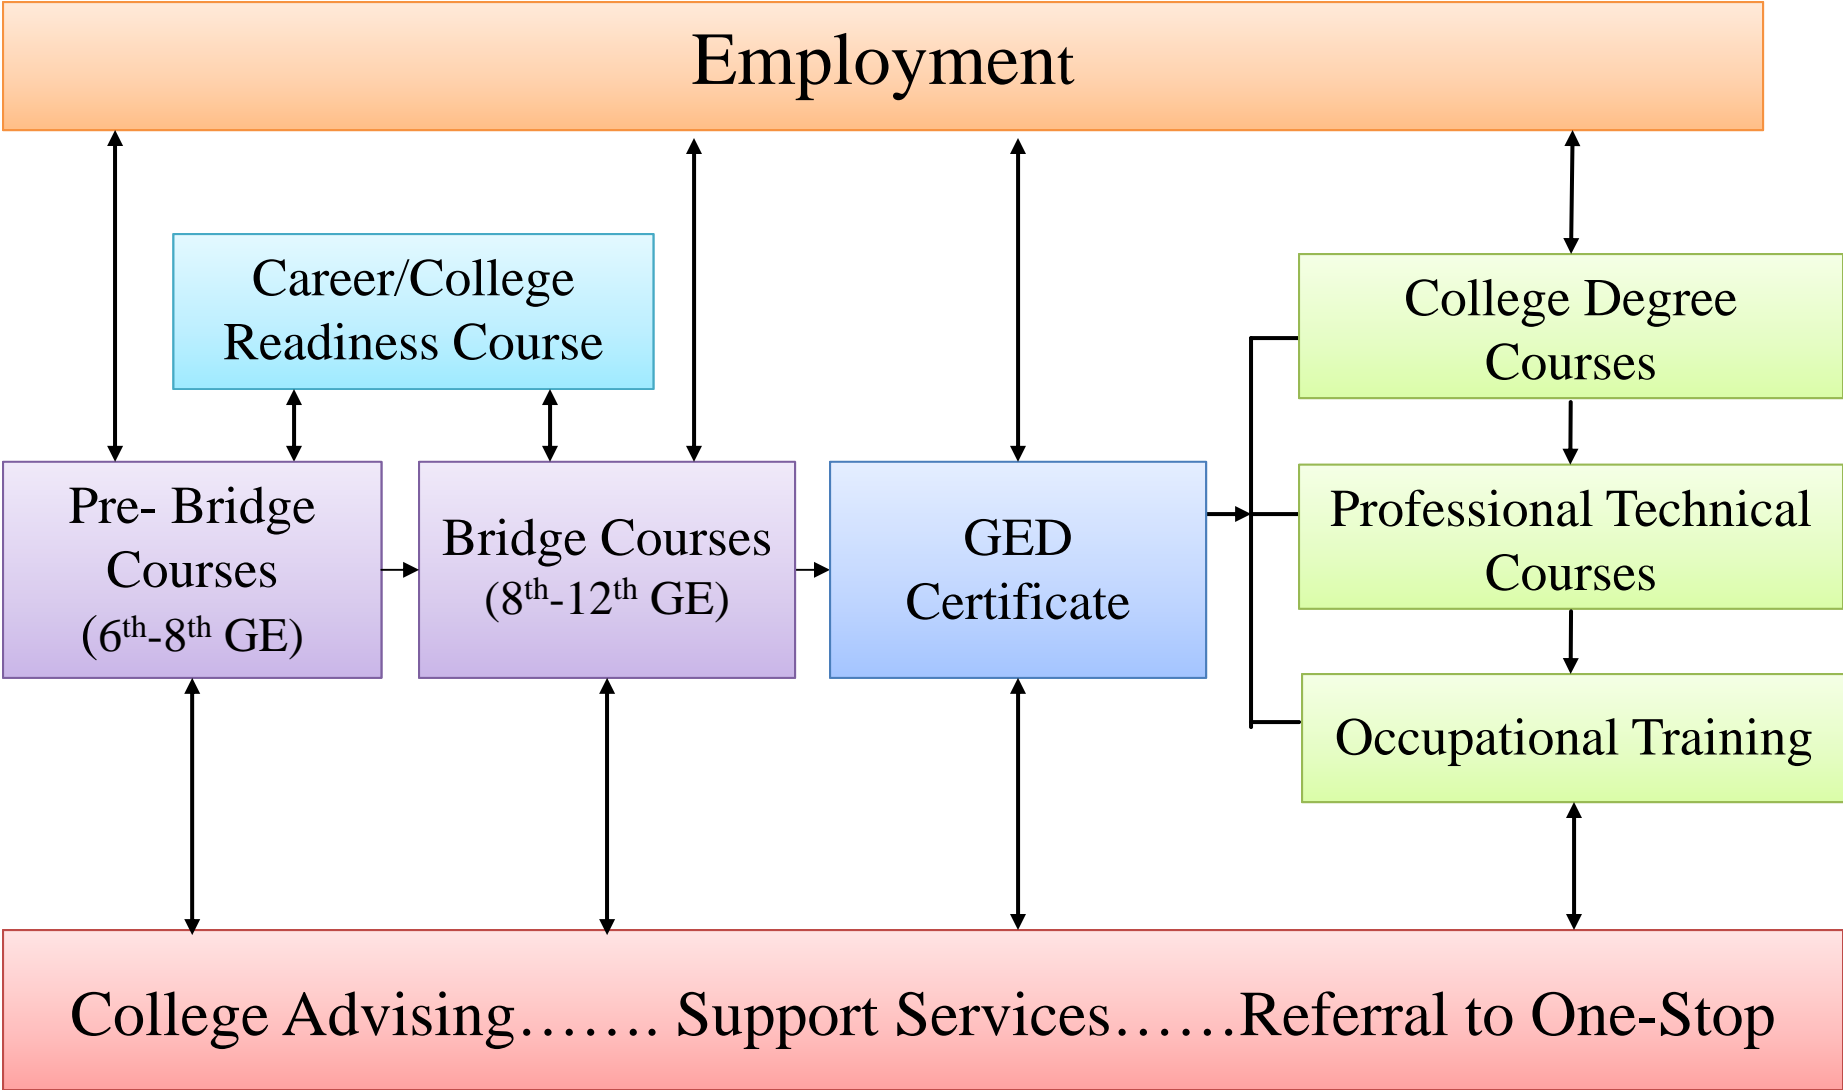 Employment
Career/College
Readiness Course
College Degree
Courses
Pre- Bridge
Courses
(6th-8th GE)
Bridge Courses
(8th-12th GE)
GED
Certificate
Professional Technical
Courses
Occupational Training
College Advising……. Support Services……Referral to One-Stop